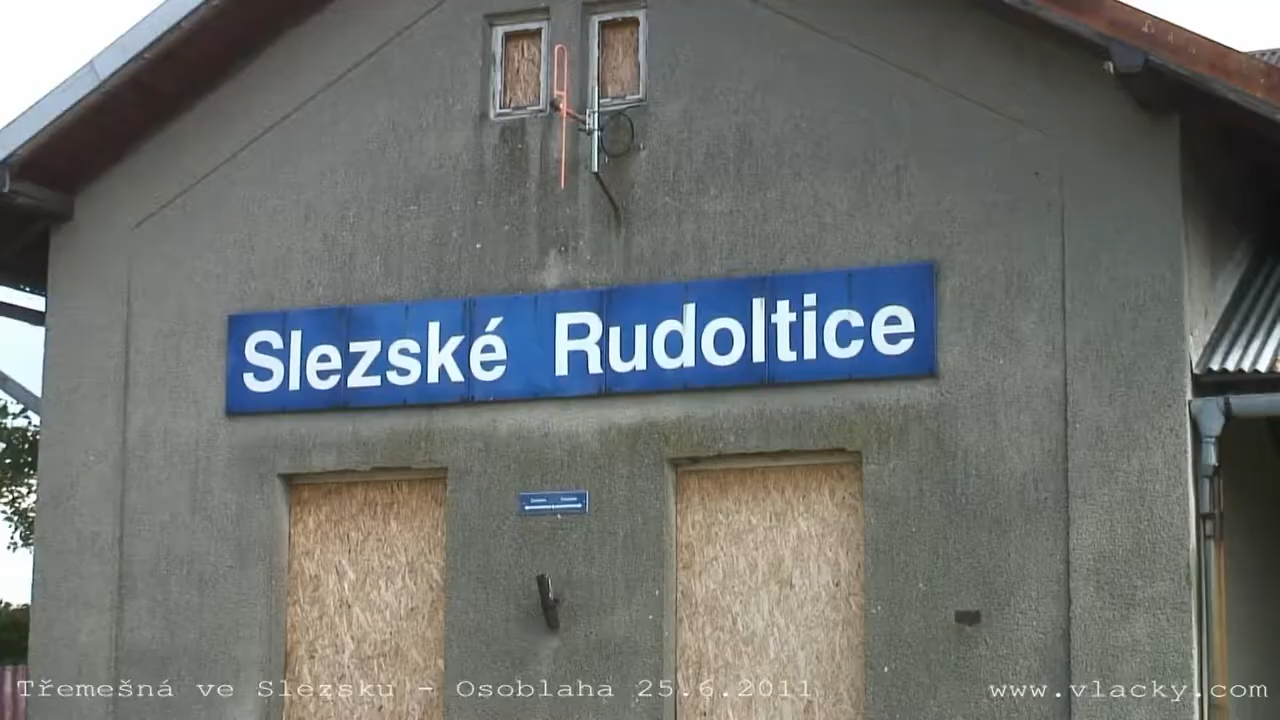 Slezské Rudoltice
Třemešná ve Slezsku - Osoblaha 25.6.2011
www.vlacky.com